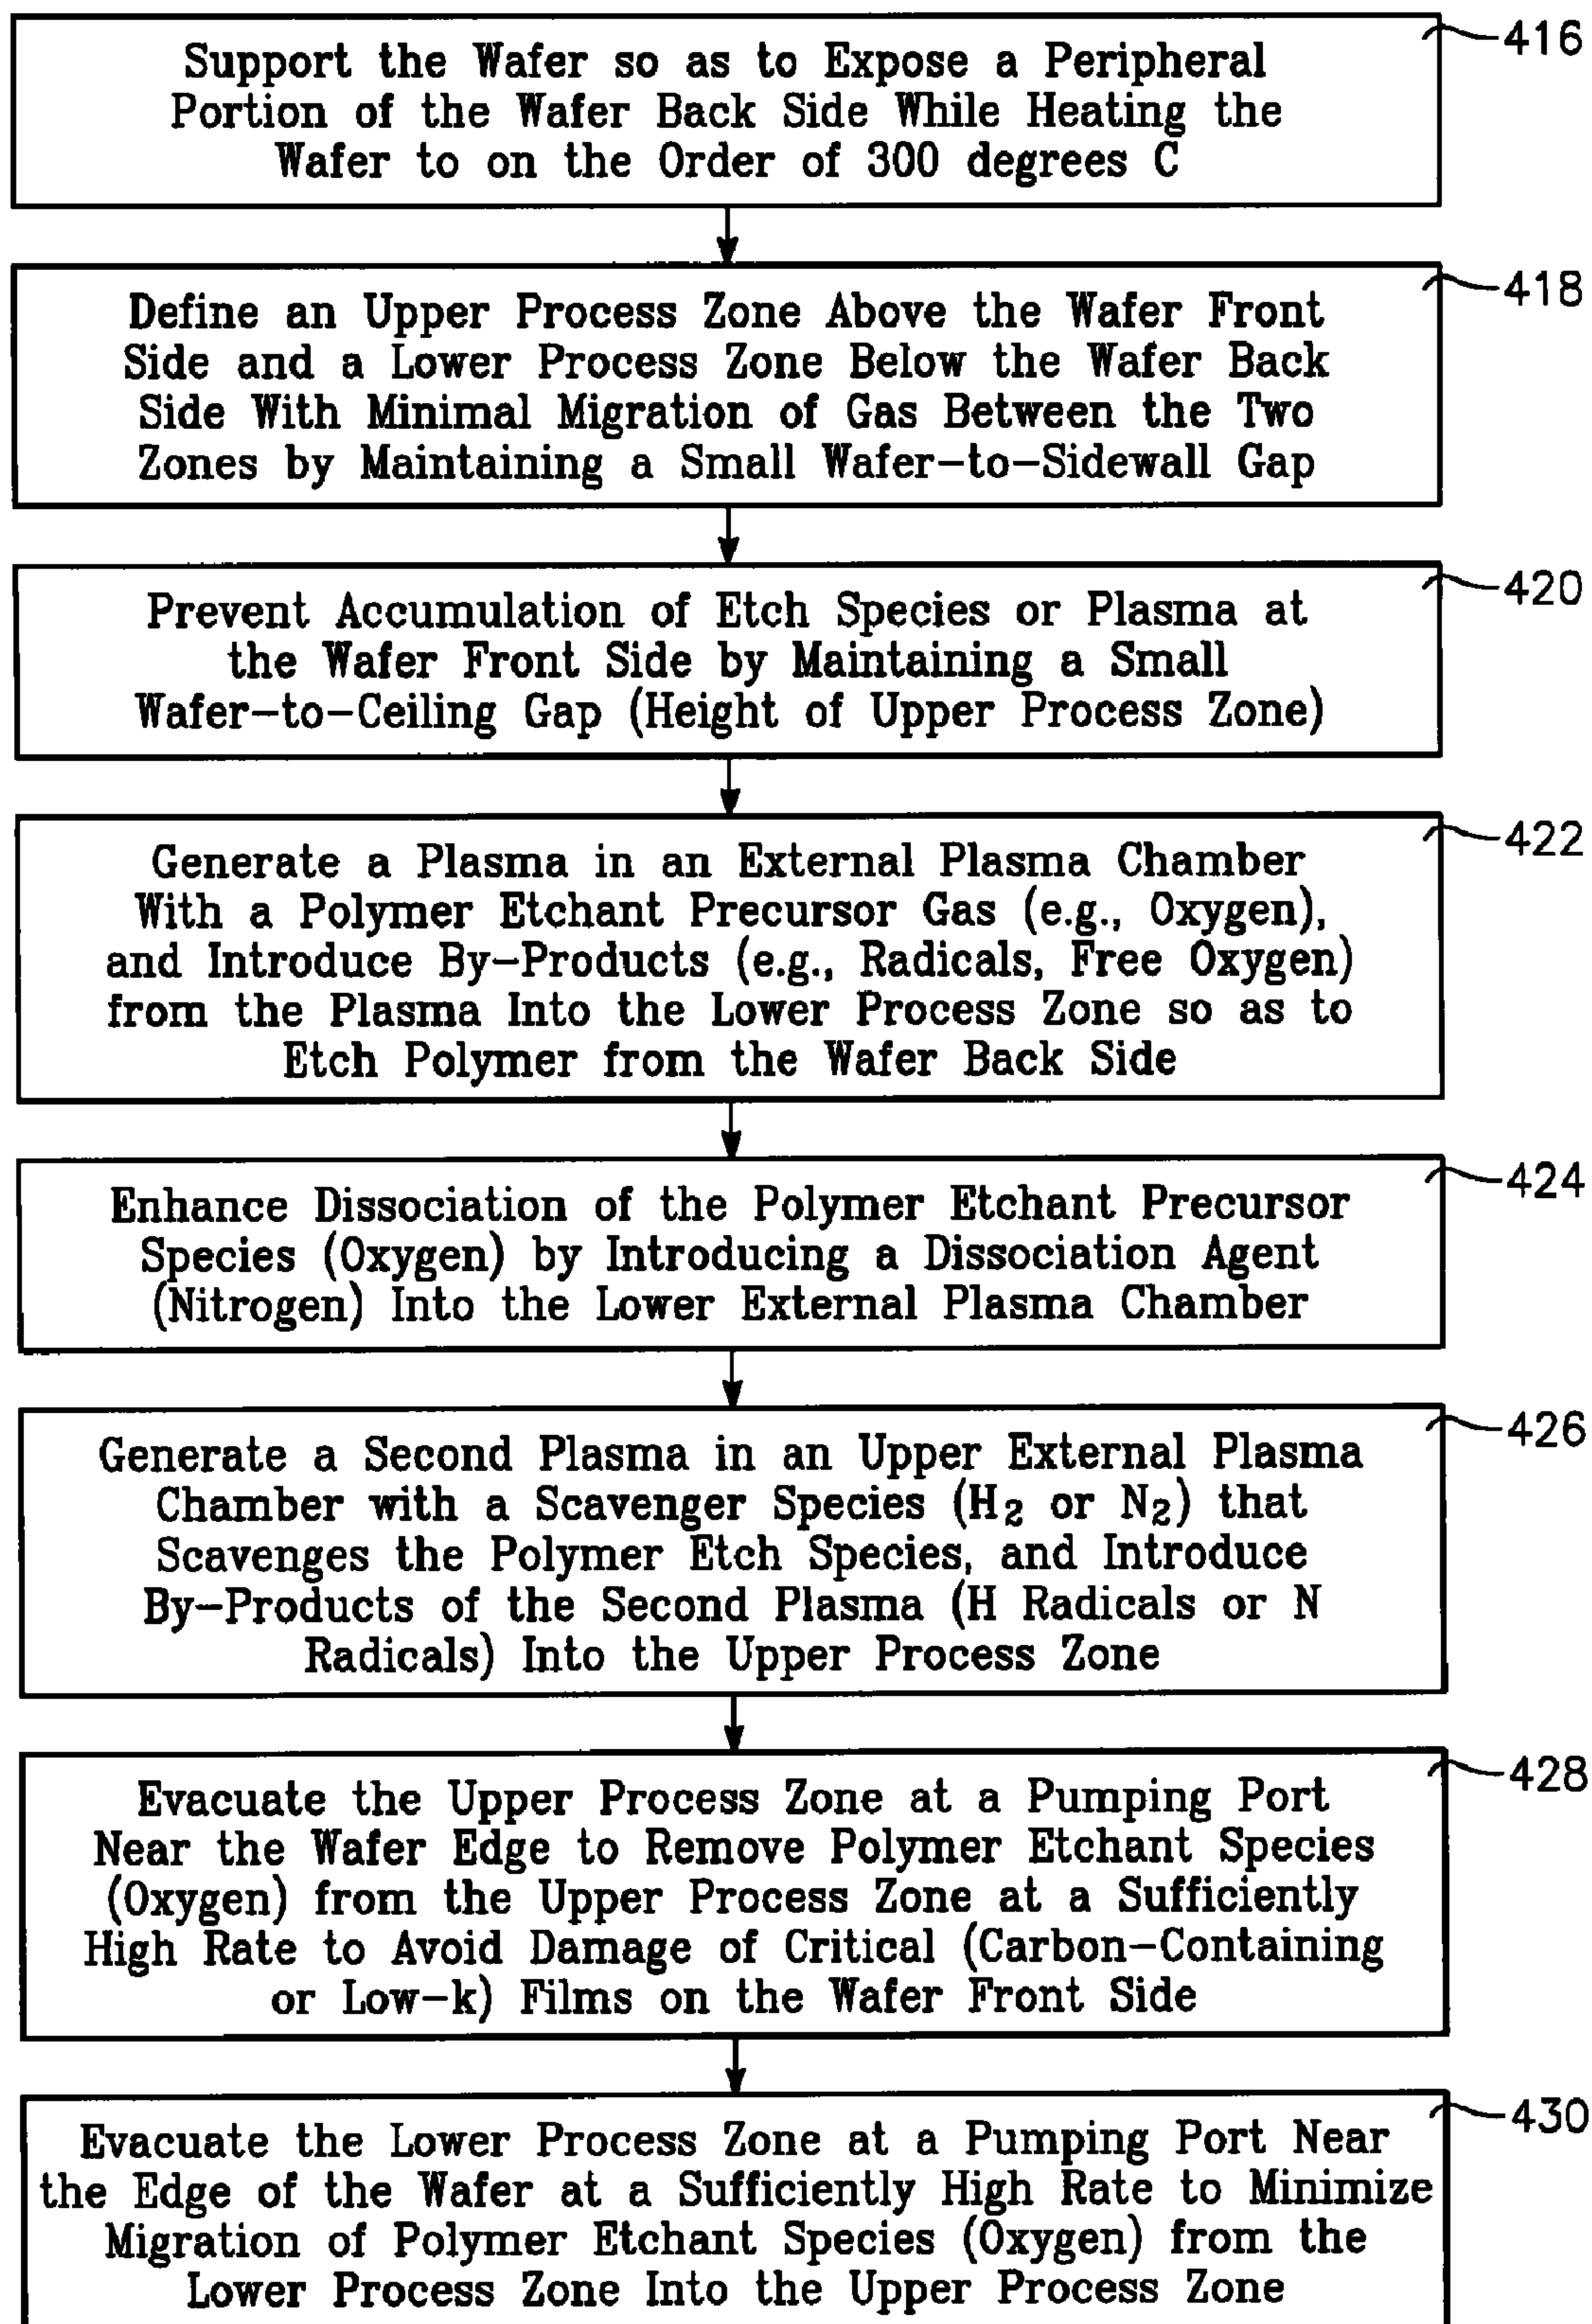 Support the Wafer so as to Expose a Peripheral
Portion of the Wafer Back Side While Heating the
Wafer to on the Order of 300 degrees C
416
Define an Upper Process Zone Above the Wafer Front
Side and a Lower Process Zone Below the Wafer Back
Side With Minimal Migration of Gas Between the Two
Zones by Maintaining a Small Wafer-to-Sidewall Gap
418
Prevent Accumulation of Etch Species or Plasma at
the Wafer Front Side by Maintaining a Small
Wafer-to-Ceiling Gap (Height of Upper Process Zone)
420
Generate a Plasma in an External Plasma Chamber
With a Polymer Etchant Precursor Gas (e.g., Oxygen),
and Introduce By-Products (e.g., Radicals, Free Oxygen)
from the Plasma Into the Lower Process Zone so as to
Etch Polymer from the Wafer Back Side
422
Enhance Dissociation of the Polymer Etchant Precursor
Species (Oxygen) by Introducing a Dissociation Agent
(Nitrogen) Into the Lower External Plasma Chamber
424
Generate a Second Plasma in an Upper External Plasma
Chamber with a Scavenger Species (H₂ or N₂) that
Scavenges the Polymer Etch Species, and Introduce
By-Products of the Second Plasma (H Radicals or N
Radicals) Into the Upper Process Zone
426
Evacuate the Upper Process Zone at a Pumping Port
Near the Wafer Edge to Remove Polymer Etchant Species
(Oxygen) from the Upper Process Zone at a Sufficiently
High Rate to Avoid Damage of Critical (Carbon-Containing
or Low-k) Films on the Wafer Front Side
428
Evacuate the Lower Process Zone at a Pumping Port Near
the Edge of the Wafer at a Sufficiently High Rate to Minimize
Migration of Polymer Etchant Species (Oxygen) from the
Lower Process Zone Into the Upper Process Zone
430